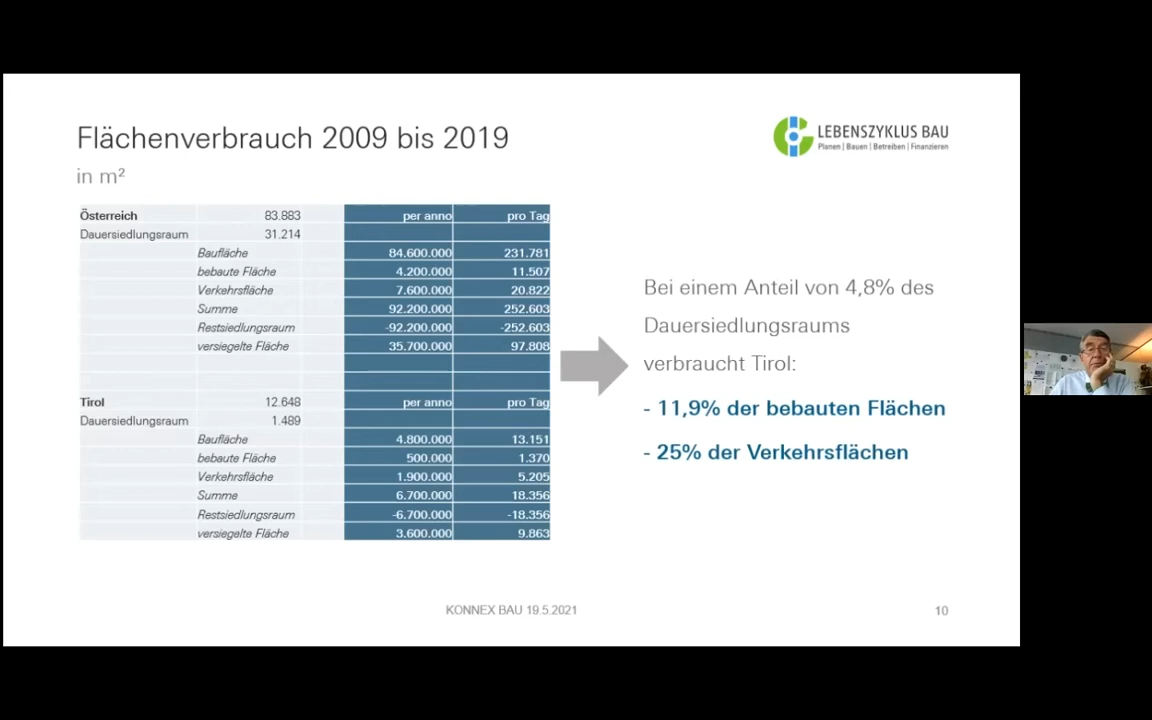 Flächenverbrauch 2009 bis 2019
in m²
LEBENSZYKLUS BAU
Planen | Bauen | Betreiben | Finanzieren
Österreich 83.883 per anno pro Tag
Dauersiedlungsraum 31.214
Baufläche 84.600.000 231.781
bebaute Fläche 4.200.000 11.507
Verkehrsfläche 7.600.000 20.822
Summe 92.200.000 252.603
Restsiedlungsraum -92.200.000 -252.603
versiegelte Fläche 35.700.000 97.808
Tirol 12.648 per anno pro Tag
Dauersiedlungsraum 1.489
Baufläche 4.800.000 13.151
bebaute Fläche 500.000 1.370
Verkehrsfläche 1.900.000 5.205
Summe 6.700.000 18.356
Restsiedlungsraum -6.700.000 -18.356
versiegelte Fläche 3.600.000 9.863
Bei einem Anteil von 4,8% des
Dauersiedlungsraums
verbraucht Tirol:
- 11,9% der bebauten Flächen
- 25% der Verkehrsflächen
KONNEX BAU 19.5.2021
10